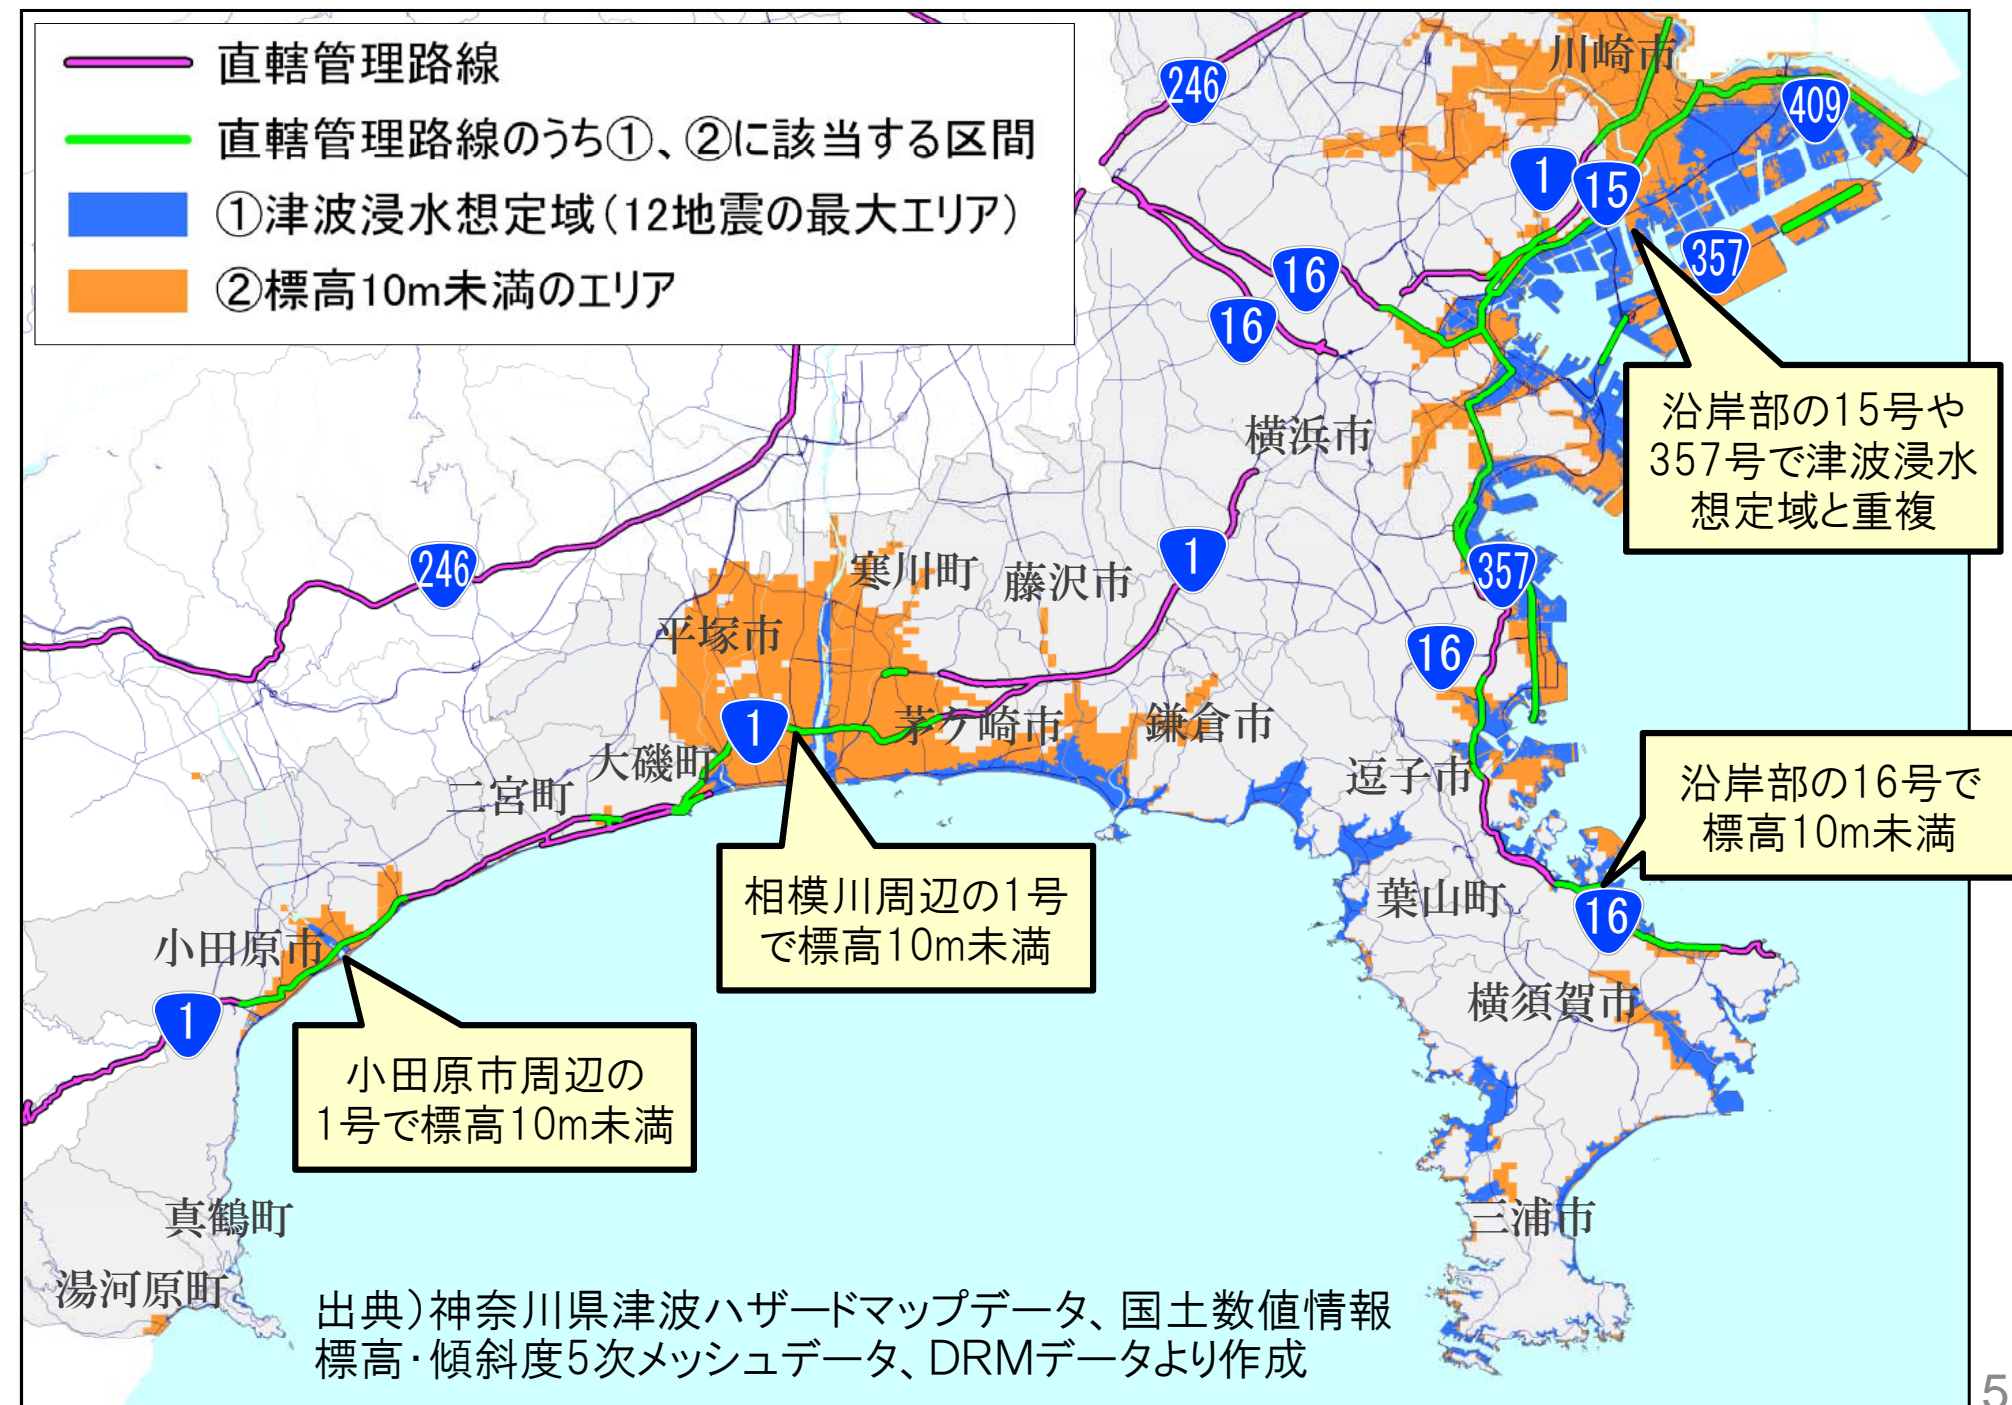 直轄管理路線
直轄管理路線のうち①、②に該当する区間
①津波浸水想定域（12地震の最大エリア）
②標高10m未満のエリア
川崎市
246
409
1
15
357
16
16
沿岸部の15号や
357号で津波浸水
想定域と重複
横浜市
1
246
寒川町
藤沢市
357
平塚市
16
1
茅ケ崎市
鎌倉市
大磯町
二宮町
逗子市
沿岸部の16号で
標高10m未満
相模川周辺の1号
で標高10m未満
葉山町
16
小田原市
横須賀市
1
小田原市周辺の
1号で標高10m未満
真鶴町
三浦市
湯河原町
出典）神奈川県津波ハザードマップデータ、国土数値情報
標高・傾斜度5次メッシュデータ、DRMデータより作成
5